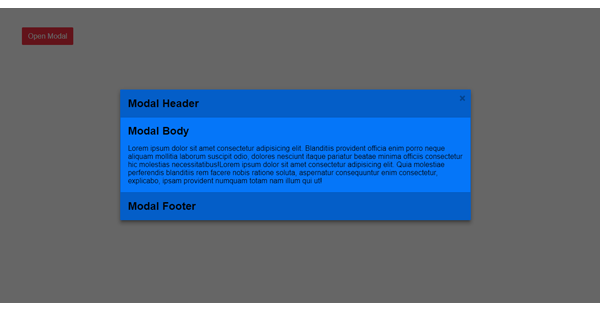 Open Modal
×
Modal Header
Modal Body
Lorem ipsum dolor sit amet consectetur adipisicing elit. Blanditiis provident officia enim porro neque
aliquam mollitia laborum suscipit odio, dolores nesciunt itaque pariatur beatae minima officiis consectetur
hic molestias necessitatibus!Lorem ipsum dolor sit amet consectetur adipisicing elit. Quia molestiae
perferendis blanditiis rem facere nobis ratione soluta, aspernatur consequuntur enim consectetur,
explicabo, ipsam provident numquam totam nam illum qui ut!
Modal Footer